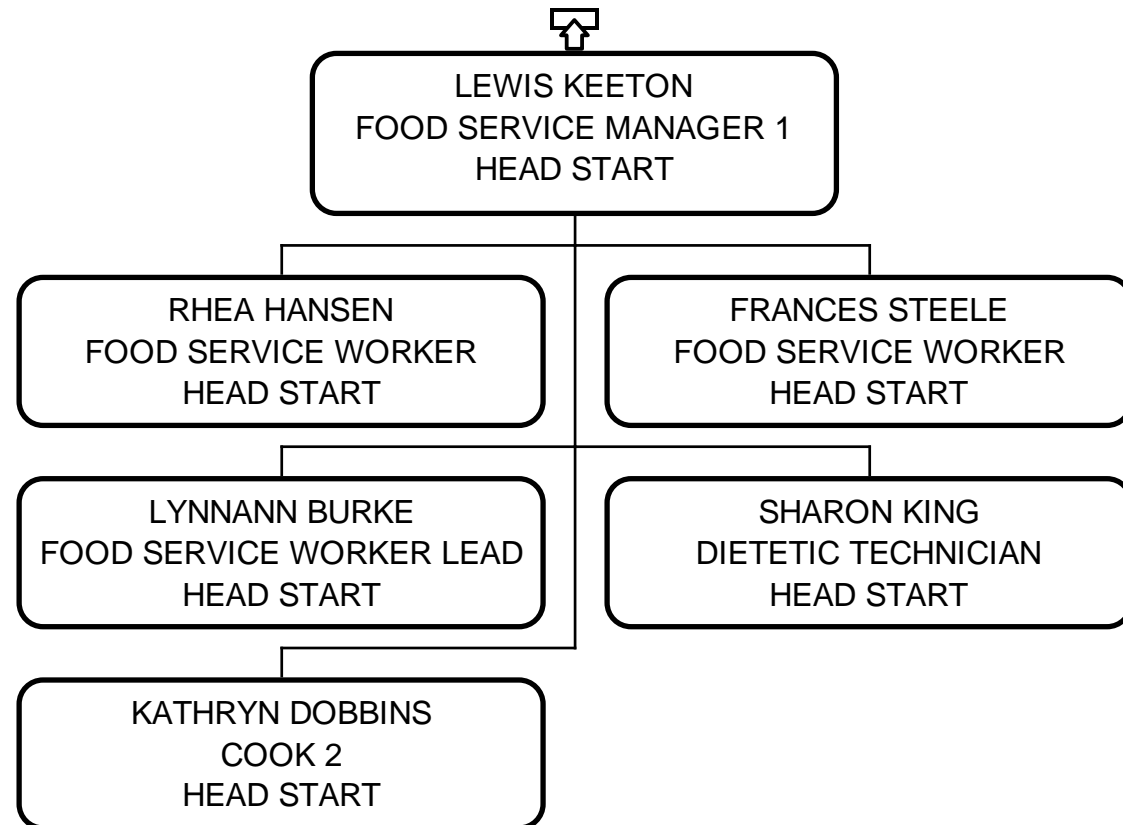 LEWIS KEETON
FOOD SERVICE MANAGER 1
HEAD START
RHEA HANSEN
FOOD SERVICE WORKER
HEAD START
FRANCES STEELE
FOOD SERVICE WORKER
HEAD START
LYNNANN BURKE
FOOD SERVICE WORKER LEAD
HEAD START
SHARON KING
DIETETIC TECHNICIAN
HEAD START
KATHRYN DOBBINS
COOK 2
HEAD START